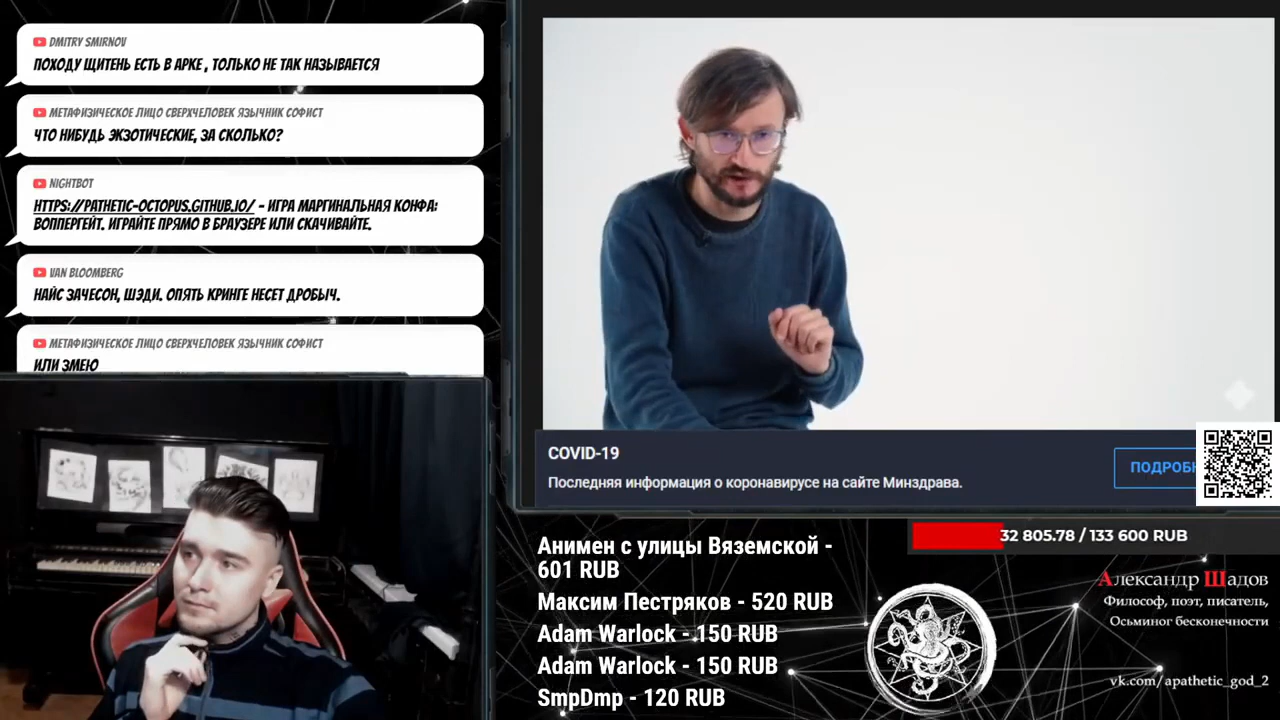 DMITRY SMIRNOV
ПОХОДУ ЩИТЕНЬ ЕСТЬ В АРКЕ , ТОЛЬКО НЕ ТАК НАЗЫВАЕТСЯ
МЕТАФИЗИЧЕСКОЕ ЛИЦО СВЕРХЧЕЛОВЕК ЯЗЫЧНИК СОФИСТ
ЧТО НИБУДЬ ЭКЗОТИЧЕСКИЕ, ЗА СКОЛЬКО?
NIGHTBOT
HTTPS://PATHETIC-OCTOPUS.GITHUB.IO/ - ИГРА МАРГИНАЛЬНАЯ КОНФА:
ВОППЕРГЕЙТ. ИГРАЙТЕ ПРЯМО В БРАУЗЕРЕ ИЛИ СКАЧИВАЙТЕ.
VAN BLOOMBERG
НАЙС ЗАЧЕСОН, ШЭДИ. ОПЯТЬ КРИНГЕ НЕСЕТ ДРОБЫЧ.
МЕТАФИЗИЧЕСКОЕ ЛИЦО СВЕРХЧЕЛОВЕК ЯЗЫЧНИК СОФИСТ
ИЛИ ЗМЕЮ
COVID-19
Последняя информация о коронавирусе на сайте Минздрава.
ПОДРОБН
32 805.78 / 133 600 RUB
Анимен с улицы Вяземской -
601 RUB
Максим Пестряков - 520 RUB
Adam Warlock - 150 RUB
Adam Warlock - 150 RUB
SmpDmp - 120 RUB
Александр Шадов
Философ, поэт, писатель,
Осьминог бесконечности
vk.com/apathetic_god_2